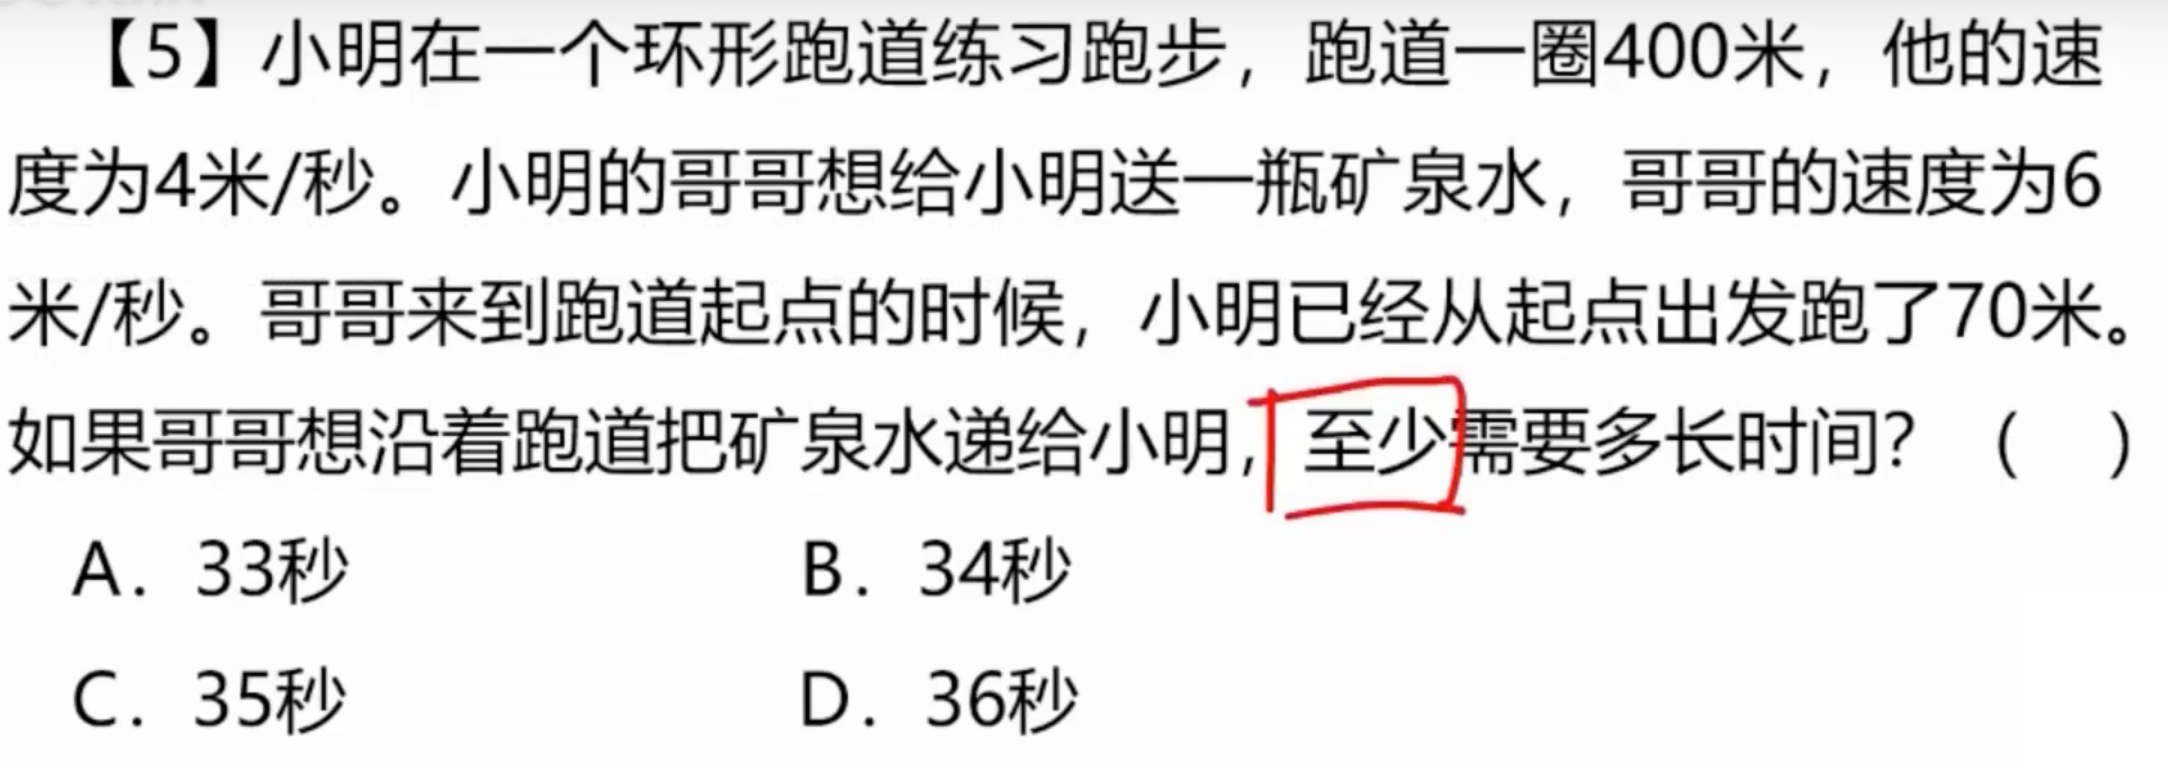 【5】小明在一个环形跑道练习跑步，跑道一圈400米，他的速
度为4米/秒。小明的哥哥想给小明送一瓶矿泉水，哥哥的速度为6
米/秒。哥哥来到跑道起点的时候，小明已经从起点出发跑了70米。
如果哥哥想沿着跑道把矿泉水递给小明，至少需要多长时间？（ ）
A．33秒 B．34秒
C．35秒 D．36秒